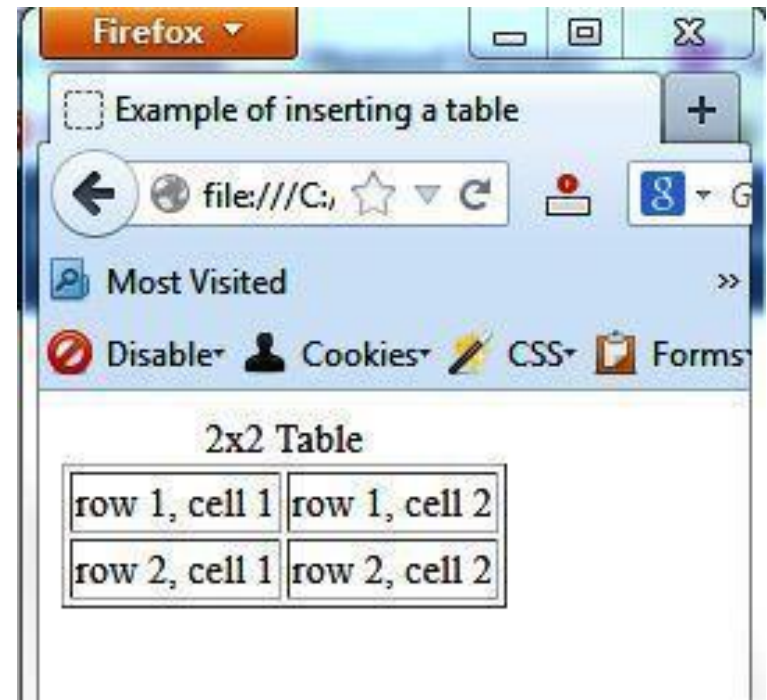 Firefox
Example of inserting a table
file:///C:/
8 G
Most Visited »
Disable Cookies CSS Forms
2x2 Table
row 1, cell 1 row 1, cell 2
row 2, cell 1 row 2, cell 2